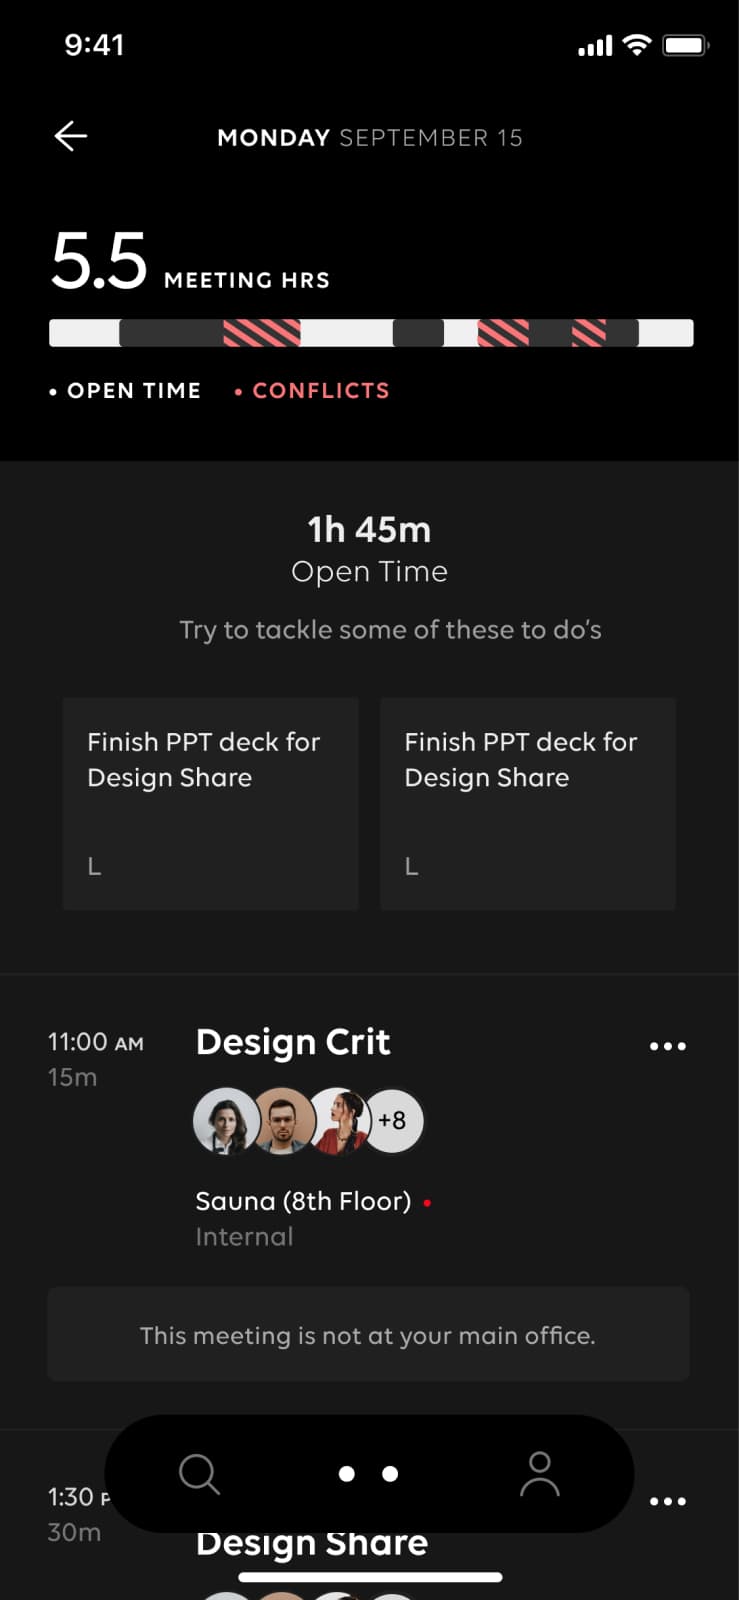 9:41
MONDAY SEPTEMBER 15
5.5 MEETING HRS
• OPEN TIME • CONFLICTS
1h 45m
Open Time
Try to tackle some of these to do's
Finish PPT deck for
Design Share
L
Finish PPT deck for
Design Share
L
11:00 AM
15m
Design Crit
+8
Sauna (8th Floor)
Internal
This meeting is not at your main office.
1:30
30m
Design Share